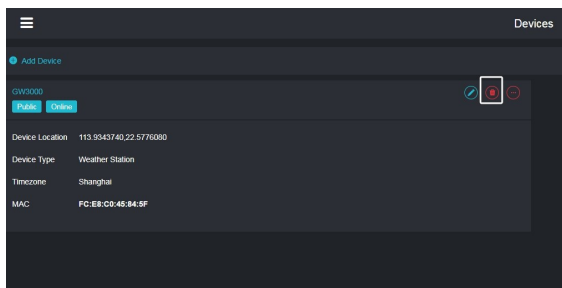 Devices
Add Device
GW3000
Public Online
Device Location 113.9343740,22.5776080
Device Type Weather Station
Timezone Shanghai
MAC FC:E8:C0:45:84:5F